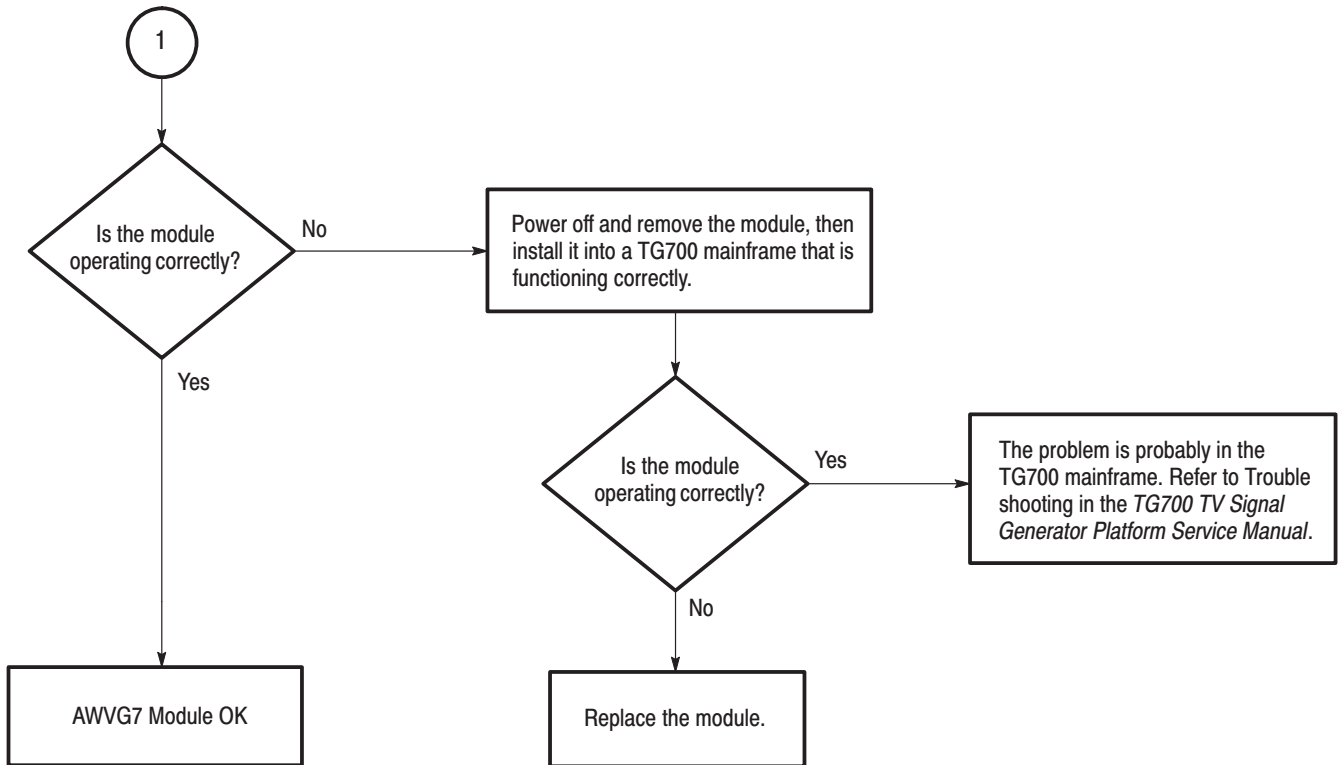 1
Is the module
operating correctly?
No
Yes
Power off and remove the module, then
install it into a TG700 mainframe that is
functioning correctly.
Is the module
operating correctly?
Yes
No
The problem is probably in the
TG700 mainframe. Refer to Trouble
shooting in the TG700 TV Signal
Generator Platform Service Manual.
AWVG7 Module OK
Replace the module.